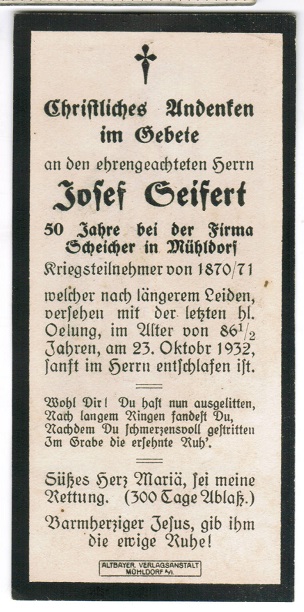 Christliches Andenken
im Gebete
an den ehrengeachteten Herrn
Josef Seifert
50 Jahre bei der Firma
Scheicher in Mühldorf
Kriegsteilnehmer von 1870/71
welcher nach längerem Leiden,
versehen mit der letzten hl.
Oelung, im Alter von 86 1/2
Jahren, am 23. Oktobr 1932,
sanft im Herrn entschlafen ist.
Wohl Dir! Du hast nun ausgelitten,
Nach langem Ringen fandest Du,
Nachdem Du schmerzensvoll gestritten
Im Grabe die ersehnte Ruh'.
Süßes Herz Mariä, sei meine
Rettung. (300 Tage Ablaß.)
Barmherziger Jesus, gib ihm
die ewige Ruhe!
ALTBAYER. VERLAGSANSTALT
MÜHLDORF a/I.